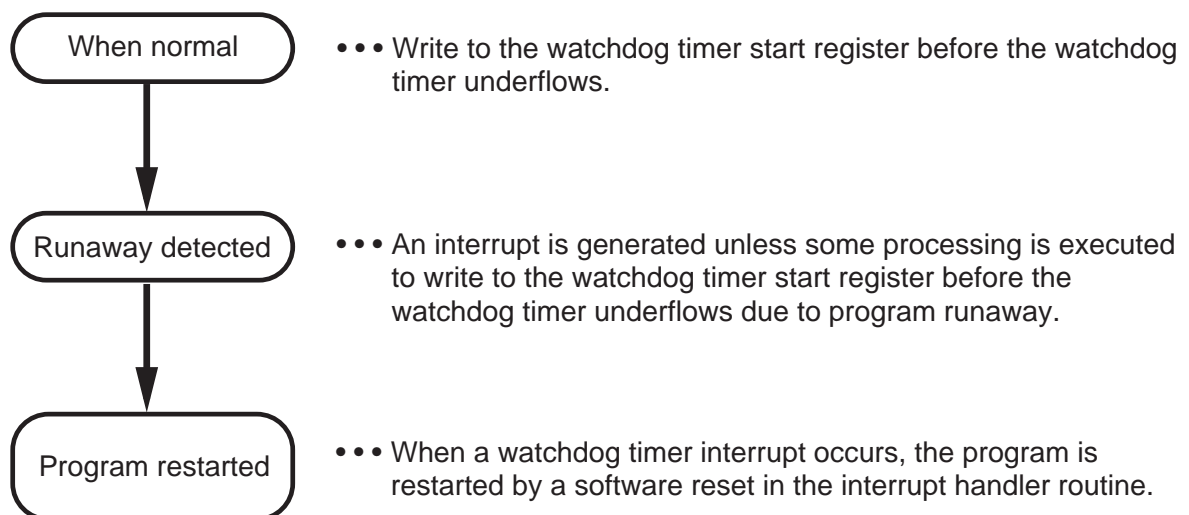 When normal
••• Write to the watchdog timer start register before the watchdog
timer underflows.
Runaway detected
••• An interrupt is generated unless some processing is executed
to write to the watchdog timer start register before the
watchdog timer underflows due to program runaway.
Program restarted
••• When a watchdog timer interrupt occurs, the program is
restarted by a software reset in the interrupt handler routine.